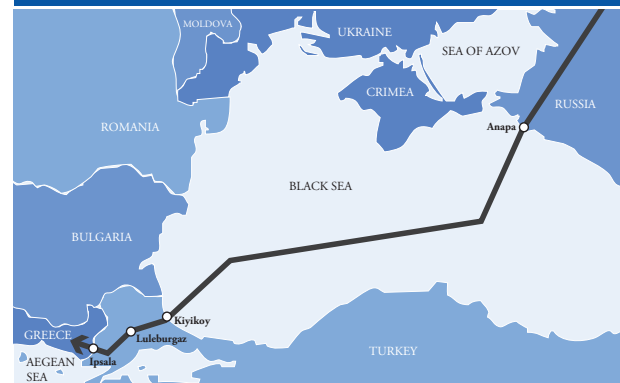 MOLDOVA
UKRAINE
SEA OF AZOV
CRIMEA
RUSSIA
ROMANIA
Anapa
BLACK SEA
BULGARIA
Kiyikoy
GREECE
Luleburgaz
Ipsala
TURKEY
AEGEAN
SEA